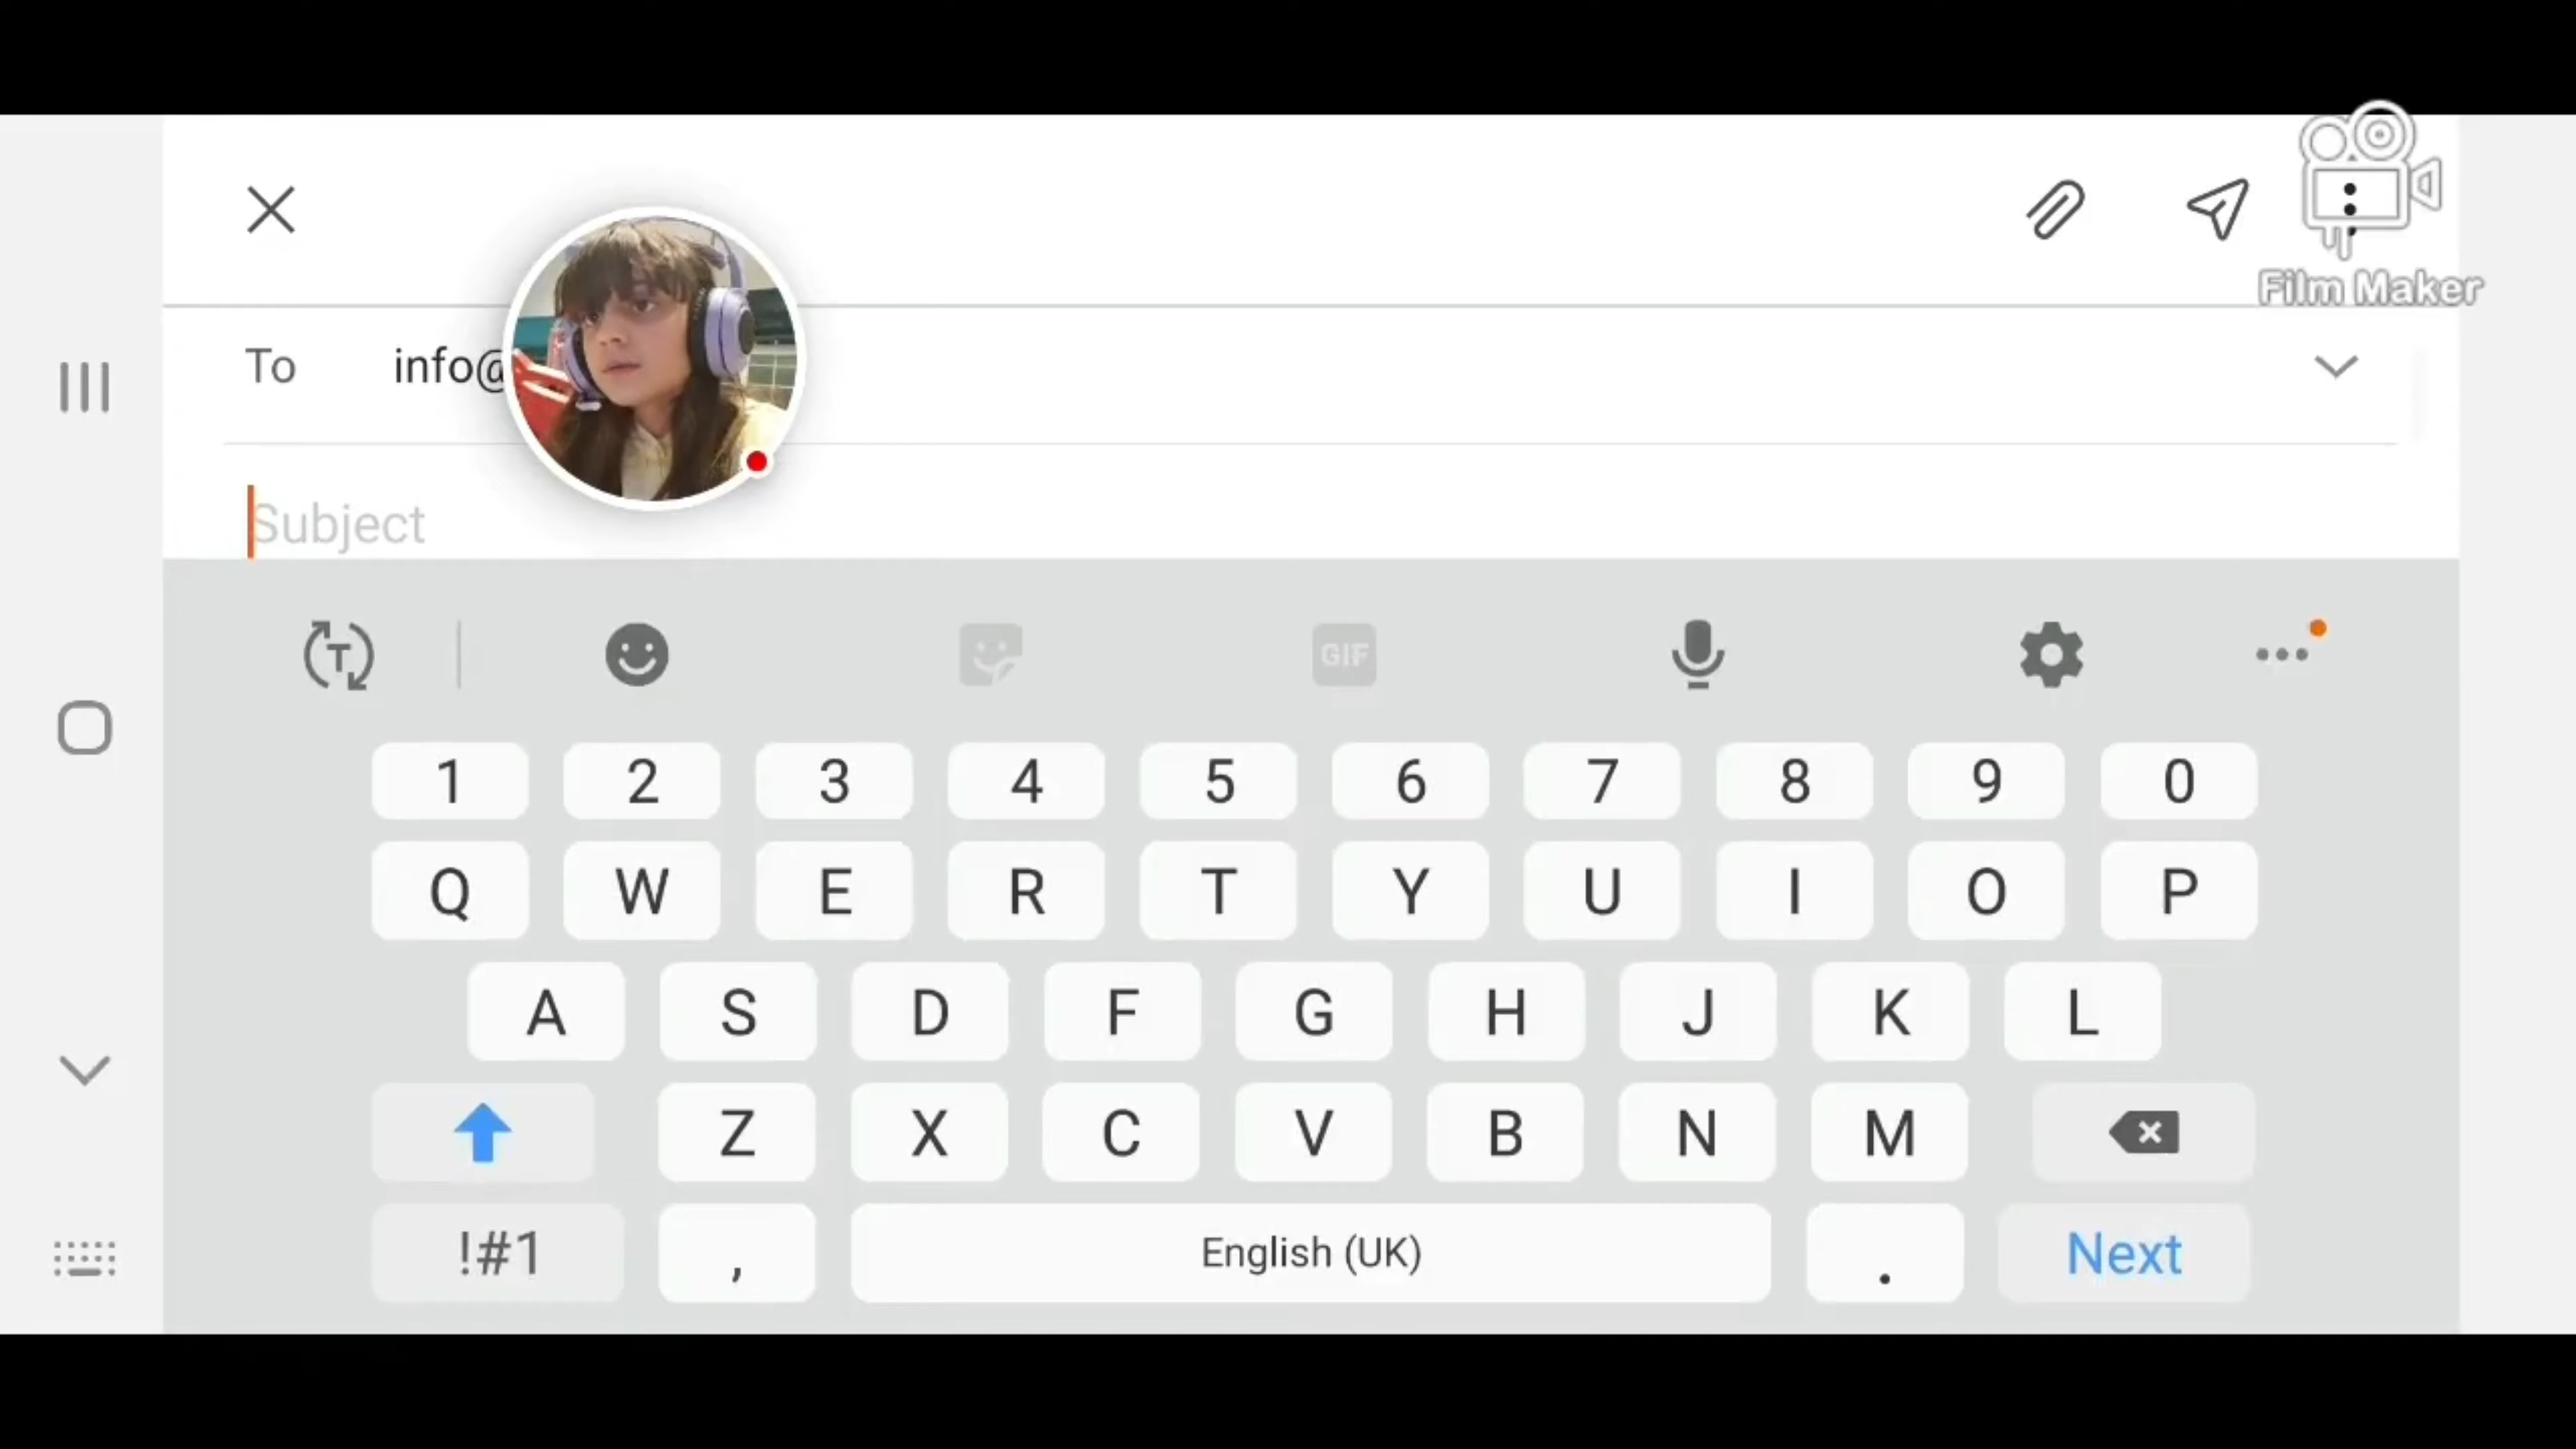 Film Maker
To info@
Subject
GIF
1 2 3 4 5 6 7 8 9 0
Q W E R T Y U I O P
A S D F G H J K L
Z X C V B N M
!#1 , English (UK) . Next